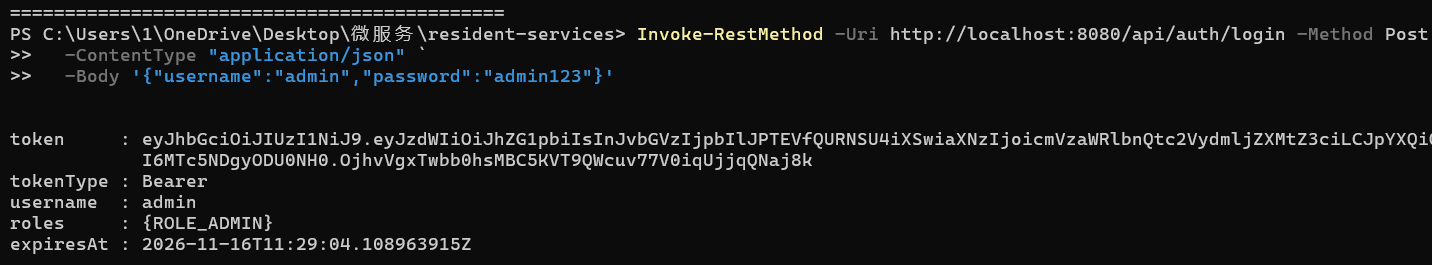 =============================================
PS C:\Users\1\OneDrive\Desktop\微服务\resident-services> Invoke-RestMethod -Uri http://localhost:8080/api/auth/login -Method Post
>>   -ContentType "application/json" `
>>   -Body '{"username":"admin","password":"admin123"}'
token     : eyJhbGciOiJIUzI1NiJ9.eyJzdWIiOiJhZG1pbiIsInJvbGVzIjpbIlJPTEVfQURNSU4iXSwiaXNzIjoicmVzaWRlbnQtc2VydmljZXMtZ3ciLCJpYXQiO
I6MTc5NDgyODU0NH0.OjhvVgxTwbb0hsMBC5KVT9QWcuv77V0iqUjjqQNaj8k
tokenType : Bearer
username  : admin
roles     : {ROLE_ADMIN}
expiresAt : 2026-11-16T11:29:04.108963915Z